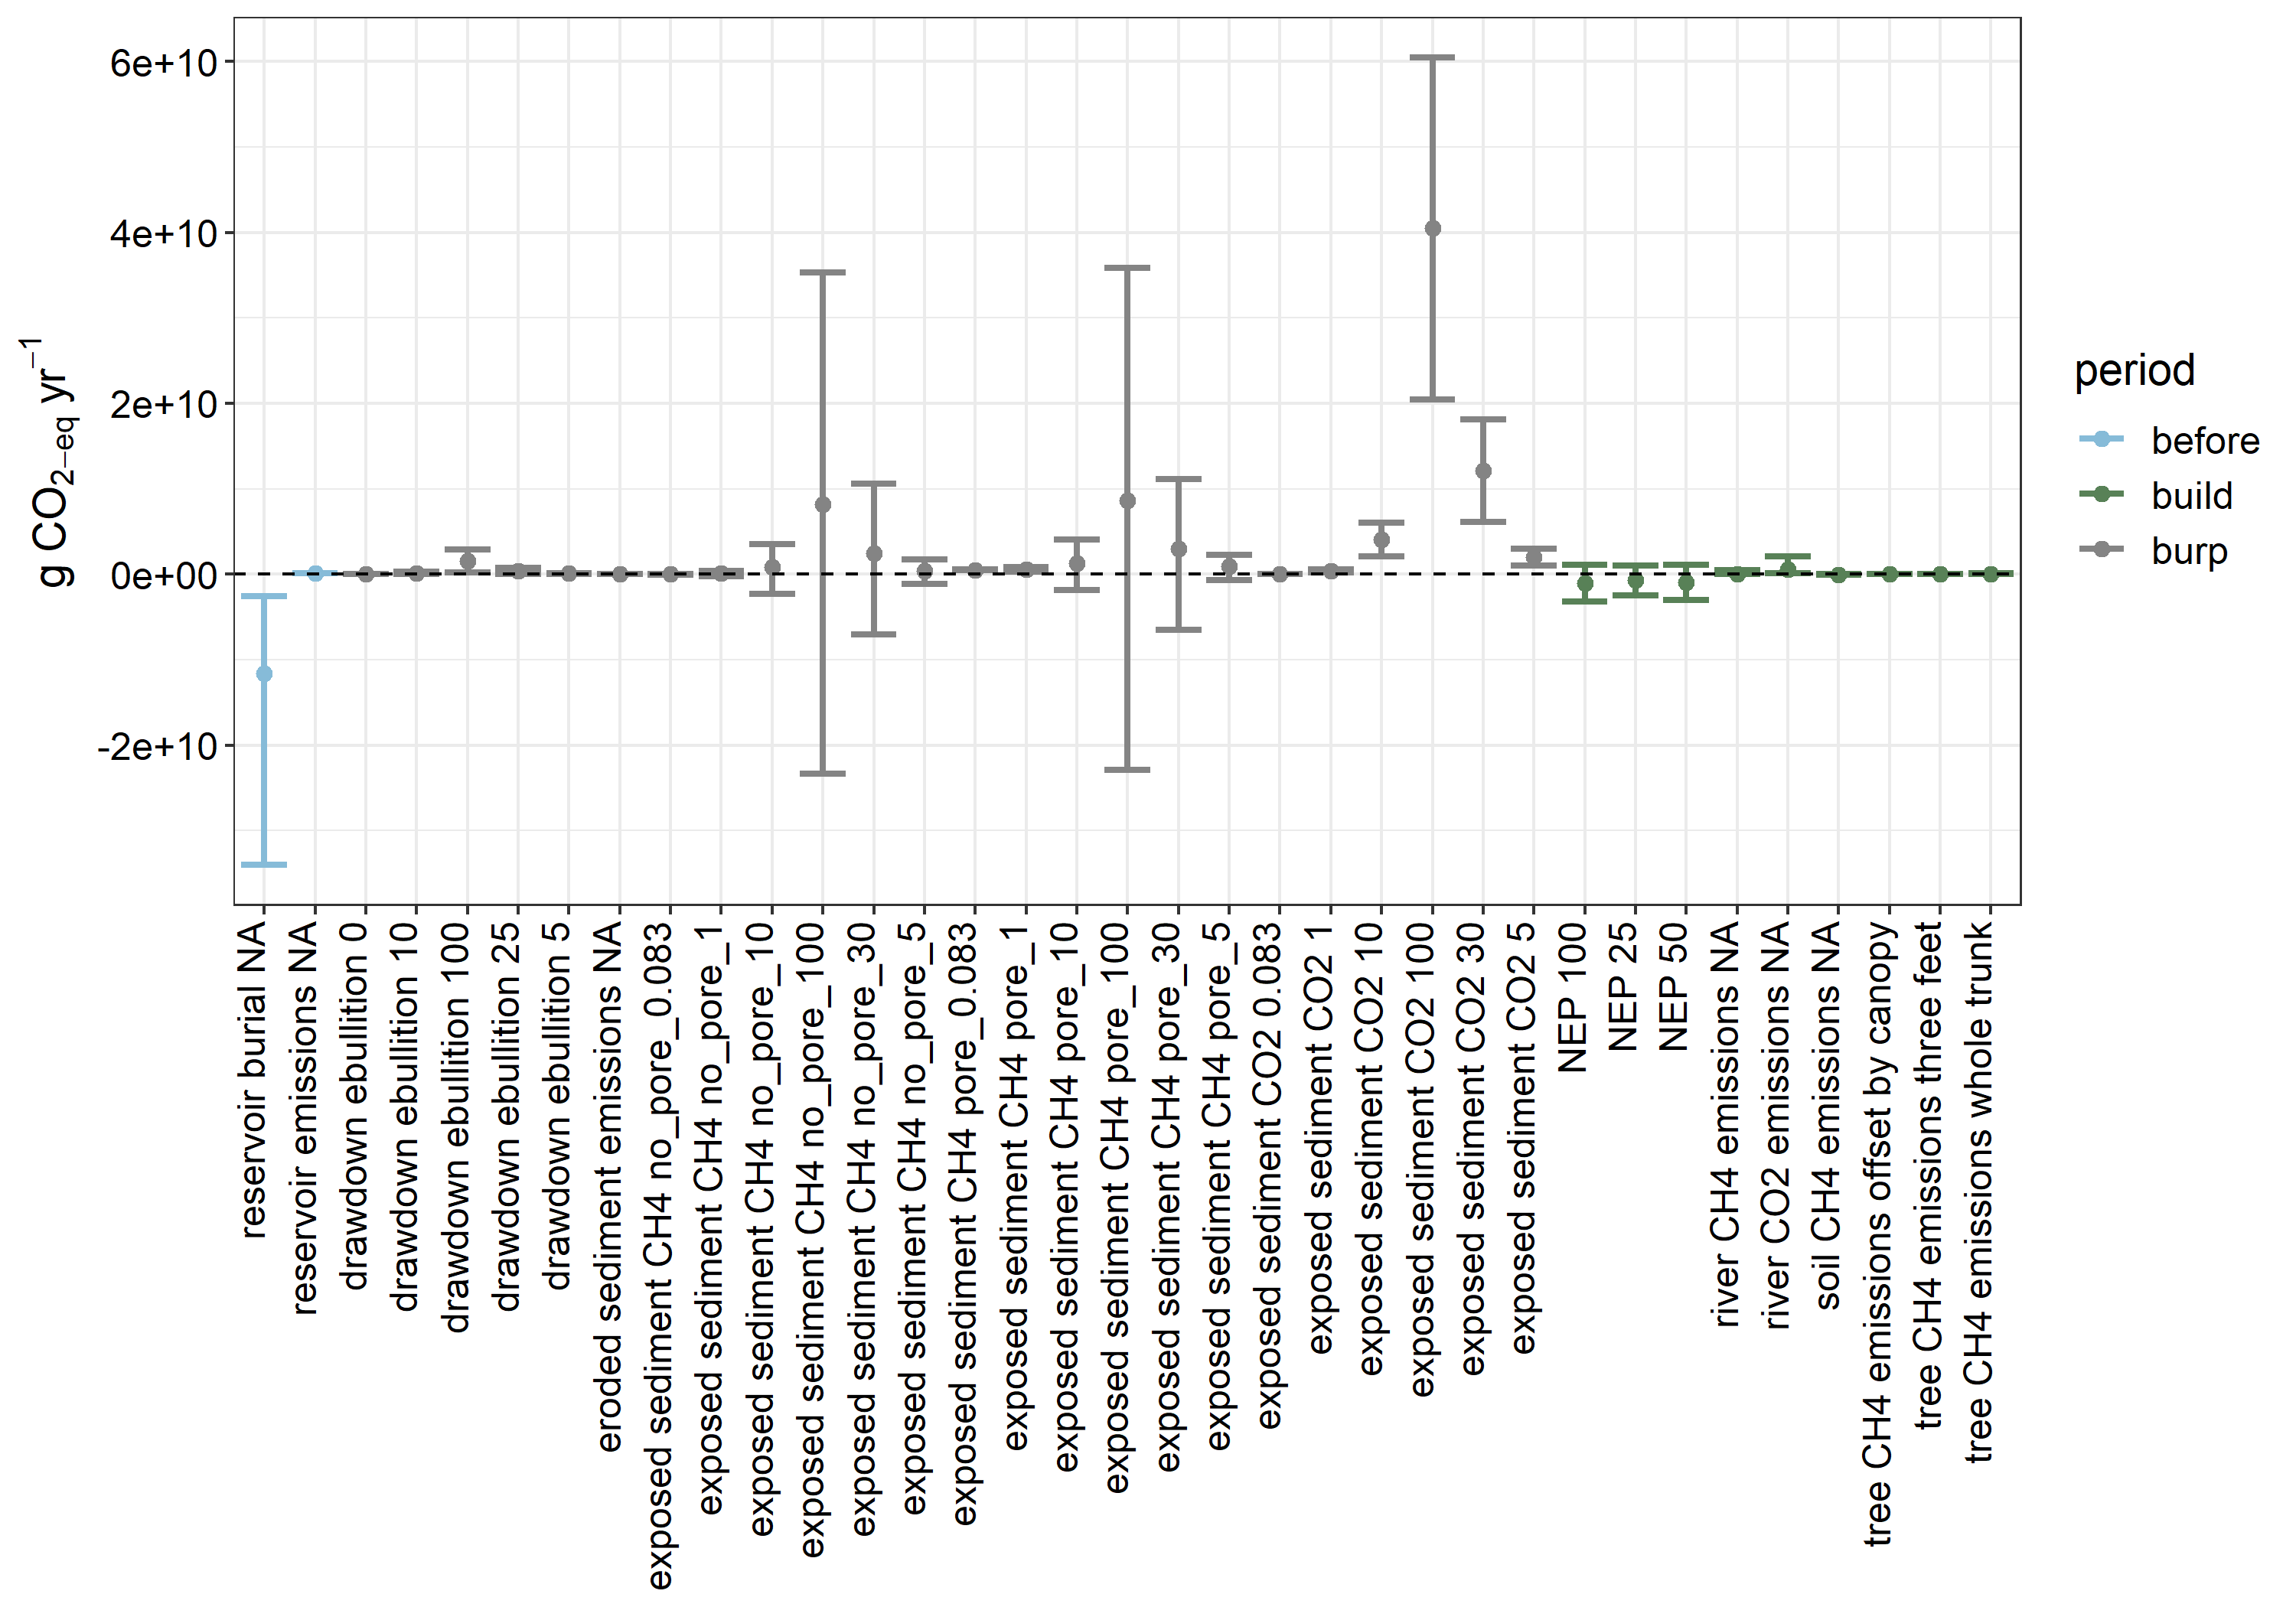 g CO2−eq yr−1
6e+10
4e+10
2e+10
0e+00
-2e+10
reservoir burial NA
reservoir emissions NA
drawdown ebullition 0
drawdown ebullition 10
drawdown ebullition 100
drawdown ebullition 25
drawdown ebullition 5
eroded sediment emissions NA
exposed sediment CH4 no_pore_0.083
exposed sediment CH4 no_pore_1
exposed sediment CH4 no_pore_10
exposed sediment CH4 no_pore_100
exposed sediment CH4 no_pore_30
exposed sediment CH4 no_pore_5
exposed sediment CH4 pore_0.083
exposed sediment CH4 pore_1
exposed sediment CH4 pore_10
exposed sediment CH4 pore_100
exposed sediment CH4 pore_30
exposed sediment CH4 pore_5
exposed sediment CO2 0.083
exposed sediment CO2 1
exposed sediment CO2 10
exposed sediment CO2 100
exposed sediment CO2 30
exposed sediment CO2 5
NEP 100
NEP 25
NEP 50
river CH4 emissions NA
river CO2 emissions NA
soil CH4 emissions NA
tree CH4 emissions offset by canopy
tree CH4 emissions three feet
tree CH4 emissions whole trunk
period
before
build
burp